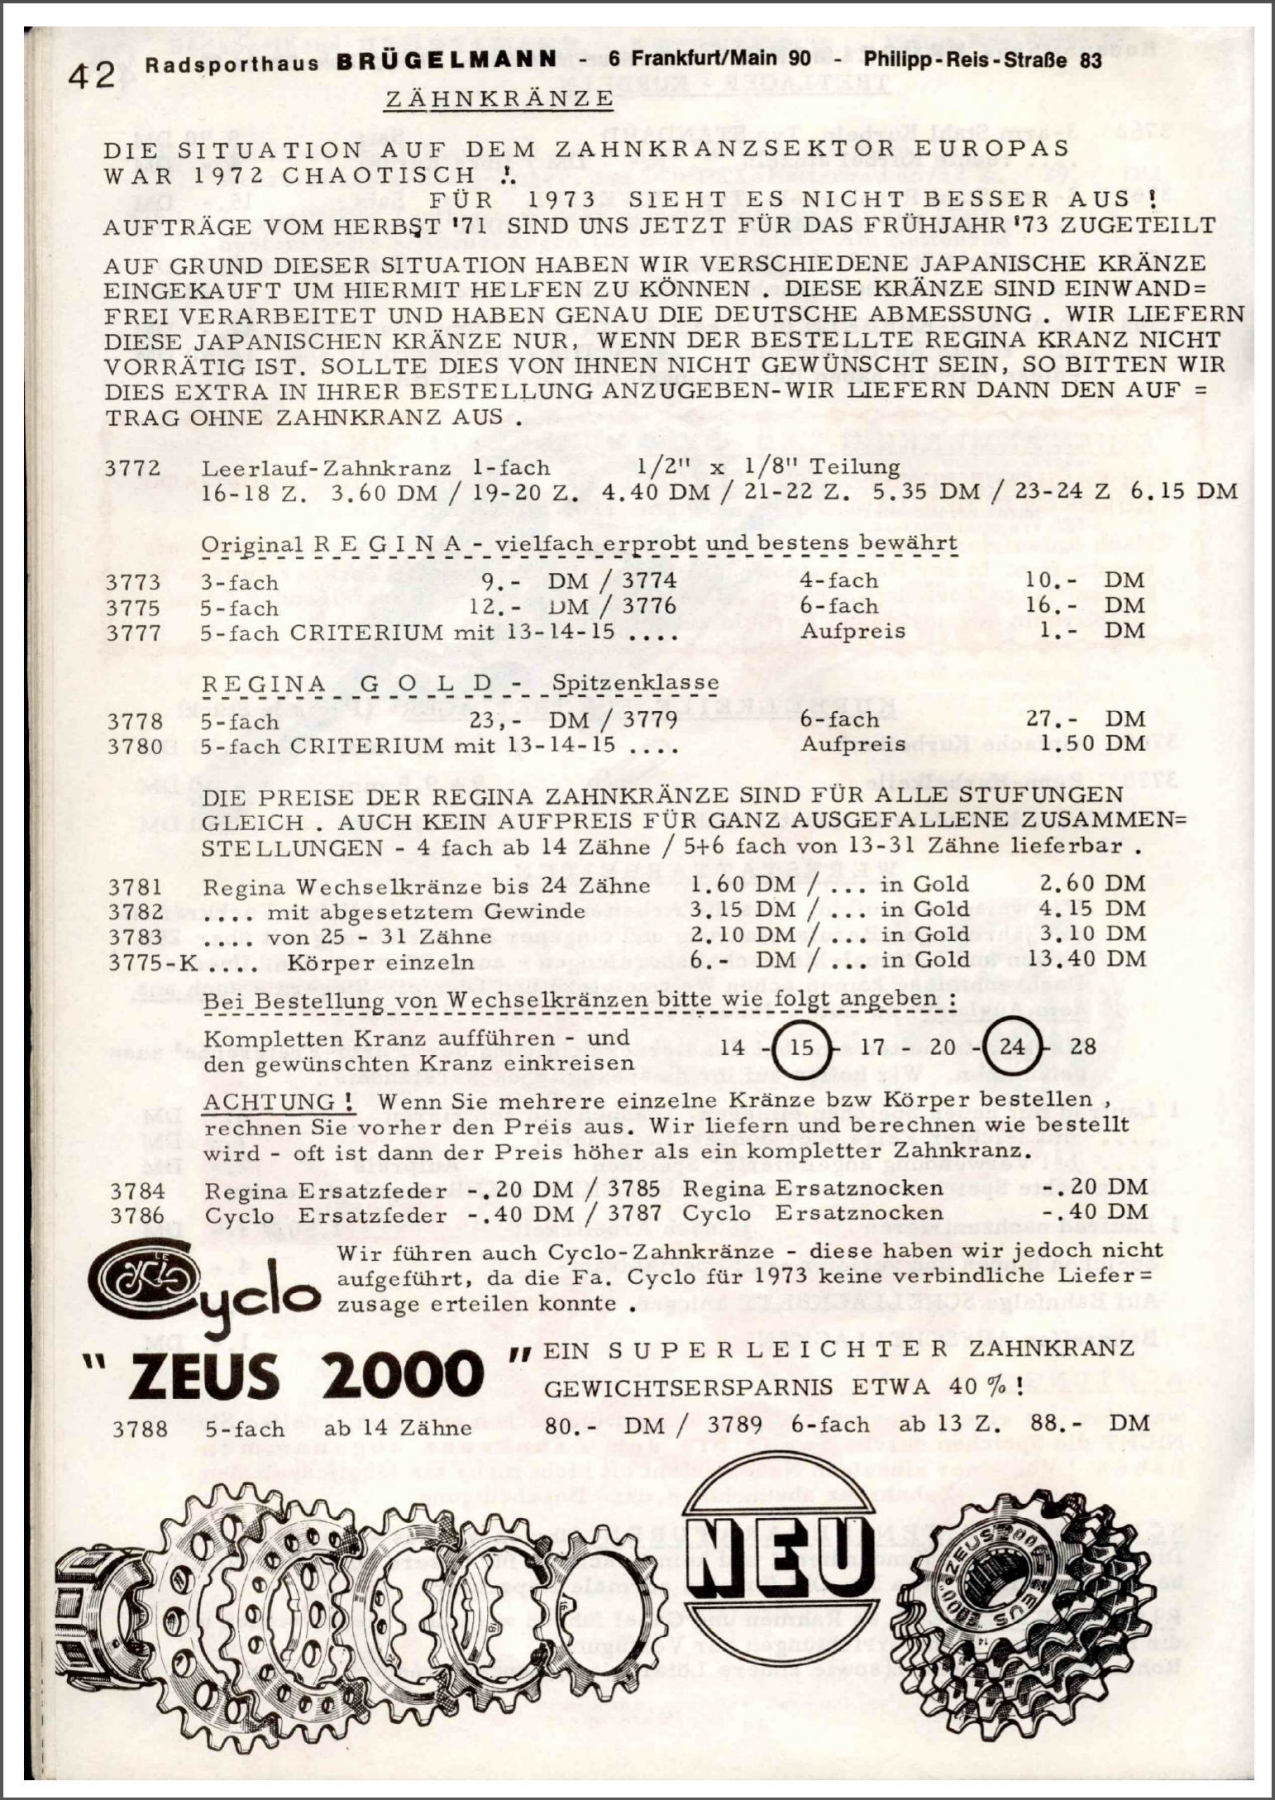 42 Radsporthaus BRÜGELMANN - 6 Frankfurt/Main 90 - Philipp-Reis-Straße 83
ZÄHNKRÄNZE
DIE SITUATION AUF DEM ZAHNKRANZSEKTOR EUROPAS
WAR 1972 CHAOTISCH !.
FÜR 1973 SIEHT ES NICHT BESSER AUS !
AUFTRÄGE VOM HERBST '71 SIND UNS JETZT FÜR DAS FRÜHJAHR '73 ZUGETEILT
AUF GRUND DIESER SITUATION HABEN WIR VERSCHIEDENE JAPANISCHE KRÄNZE
EINGEKAUFT UM HIERMIT HELFEN ZU KÖNNEN . DIESE KRÄNZE SIND EINWAND=
FREI VERARBEITET UND HABEN GENAU DIE DEUTSCHE ABMESSUNG . WIR LIEFERN
DIESE JAPANISCHEN KRÄNZE NUR, WENN DER BESTELLTE REGINA KRANZ NICHT
VORRÄTIG IST. SOLLTE DIES VON IHNEN NICHT GEWÜNSCHT SEIN, SO BITTEN WIR
DIES EXTRA IN IHRER BESTELLUNG ANZUGEBEN-WIR LIEFERN DANN DEN AUF =
TRAG OHNE ZAHNKRANZ AUS .
3772 Leerlauf-Zahnkranz 1-fach 1/2" x 1/8" Teilung
16-18 Z. 3.60 DM / 19-20 Z. 4.40 DM / 21-22 Z. 5.35 DM / 23-24 Z 6.15 DM
Original R E G I N A - vielfach erprobt und bestens bewährt
3773 3-fach 9.- DM / 3774 4-fach 10.- DM
3775 5-fach 12.- DM / 3776 6-fach 16.- DM
3777 5-fach CRITERIUM mit 13-14-15 .... Aufpreis 1.- DM
REGINA G O L D - Spitzenklasse
3778 5-fach 23,- DM / 3779 6-fach 27.- DM
3780 5-fach CRITERIUM mit 13-14-15 .... Aufpreis 1.50 DM
DIE PREISE DER REGINA ZAHNKRÄNZE SIND FÜR ALLE STUFUNGEN
GLEICH . AUCH KEIN AUFPREIS FÜR GANZ AUSGEFALLENE ZUSAMMEN=
STELLUNGEN - 4 fach ab 14 Zähne / 5+6 fach von 13-31 Zähne lieferbar .
3781 Regina Wechselkränze bis 24 Zähne 1.60 DM / ... in Gold 2.60 DM
3782 .... mit abgesetztem Gewinde 3.15 DM / ... in Gold 4.15 DM
3783 ..... von 25 - 31 Zähne 2.10 DM / ... in Gold 3.10 DM
3775-K .... Körper einzeln 6.- DM / ... in Gold 13.40 DM
Bei Bestellung von Wechselkränzen bitte wie folgt angeben :
Kompletten Kranz aufführen - und
den gewünschten Kranz einkreisen
14 - 15 - 17 - 20 - 24 - 28
ACHTUNG ! Wenn Sie mehrere einzelne Kränze bzw Körper bestellen ,
rechnen Sie vorher den Preis aus. Wir liefern und berechnen wie bestellt
wird - oft ist dann der Preis höher als ein kompletter Zahnkranz.
3784 Regina Ersatzfeder -.20 DM / 3785 Regina Ersatznocken -.20 DM
3786 Cyclo Ersatzfeder -.40 DM / 3787 Cyclo Ersatznocken -.40 DM
LE
Cyclo
Wir führen auch Cyclo-Zahnkränze - diese haben wir jedoch nicht
aufgeführt, da die Fa. Cyclo für 1973 keine verbindliche Liefer=
zusage erteilen konnte .
" ZEUS 2000 " EIN SUPERLEICHTER ZAHNKRANZ
GEWICHTSERSPARNIS ETWA 40 % !
3788 5-fach ab 14 Zähne 80.- DM / 3789 6-fach ab 13 Z. 88.- DM
NEU
ZEUS 2000
ZEUS 2000